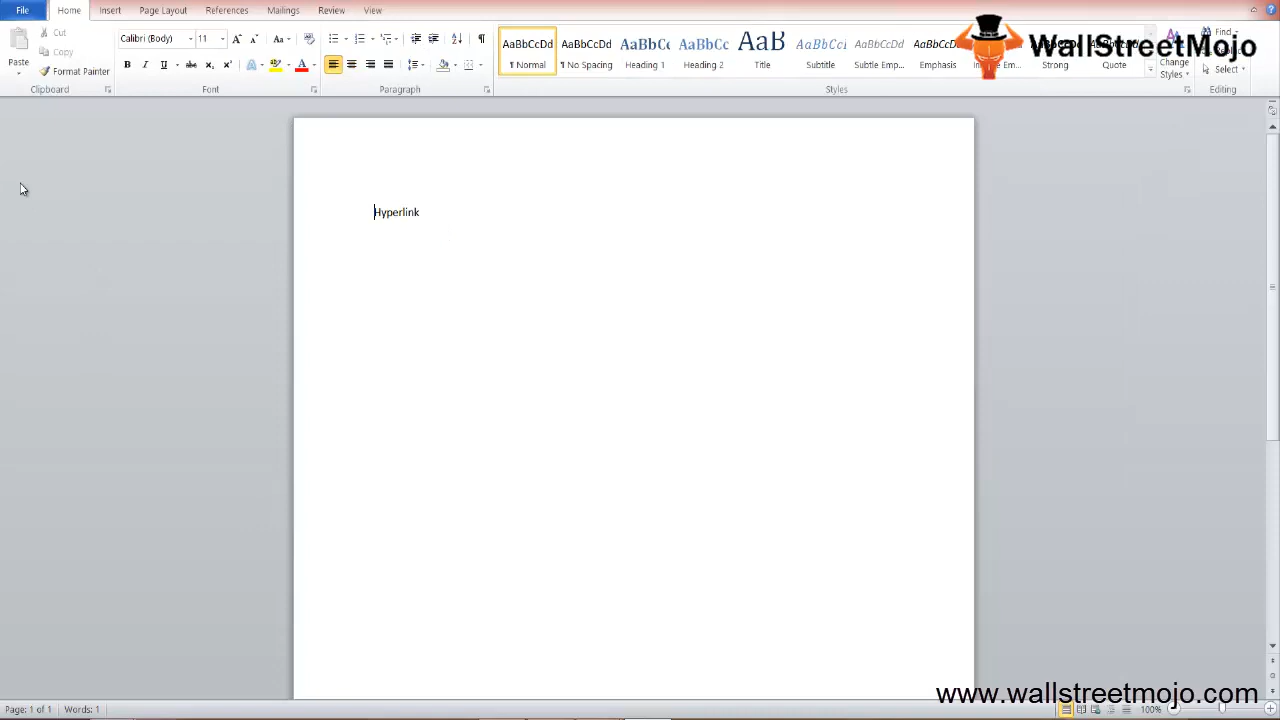 File Home Insert Page Layout References Mailings Review View
Cut
Copy
Paste
Format Painter
Clipboard
Calibri (Body) 11
Font
Paragraph
AaBbCcDd AaBbCcDd AaBbCc AaBbCc AaB AaBbCcI AaBbCcDd AaBbCcDd
¶ Normal ¶ No Spacing Heading 1 Heading 2 Title Subtitle Subtle Emp... Emphasis Strong Quote
Styles
Change
Styles
Find
Select
Editing
WallStreetMojo
Hyperlink
www.wallstreetmojo.com
Page: 1 of 1 Words: 1
100%